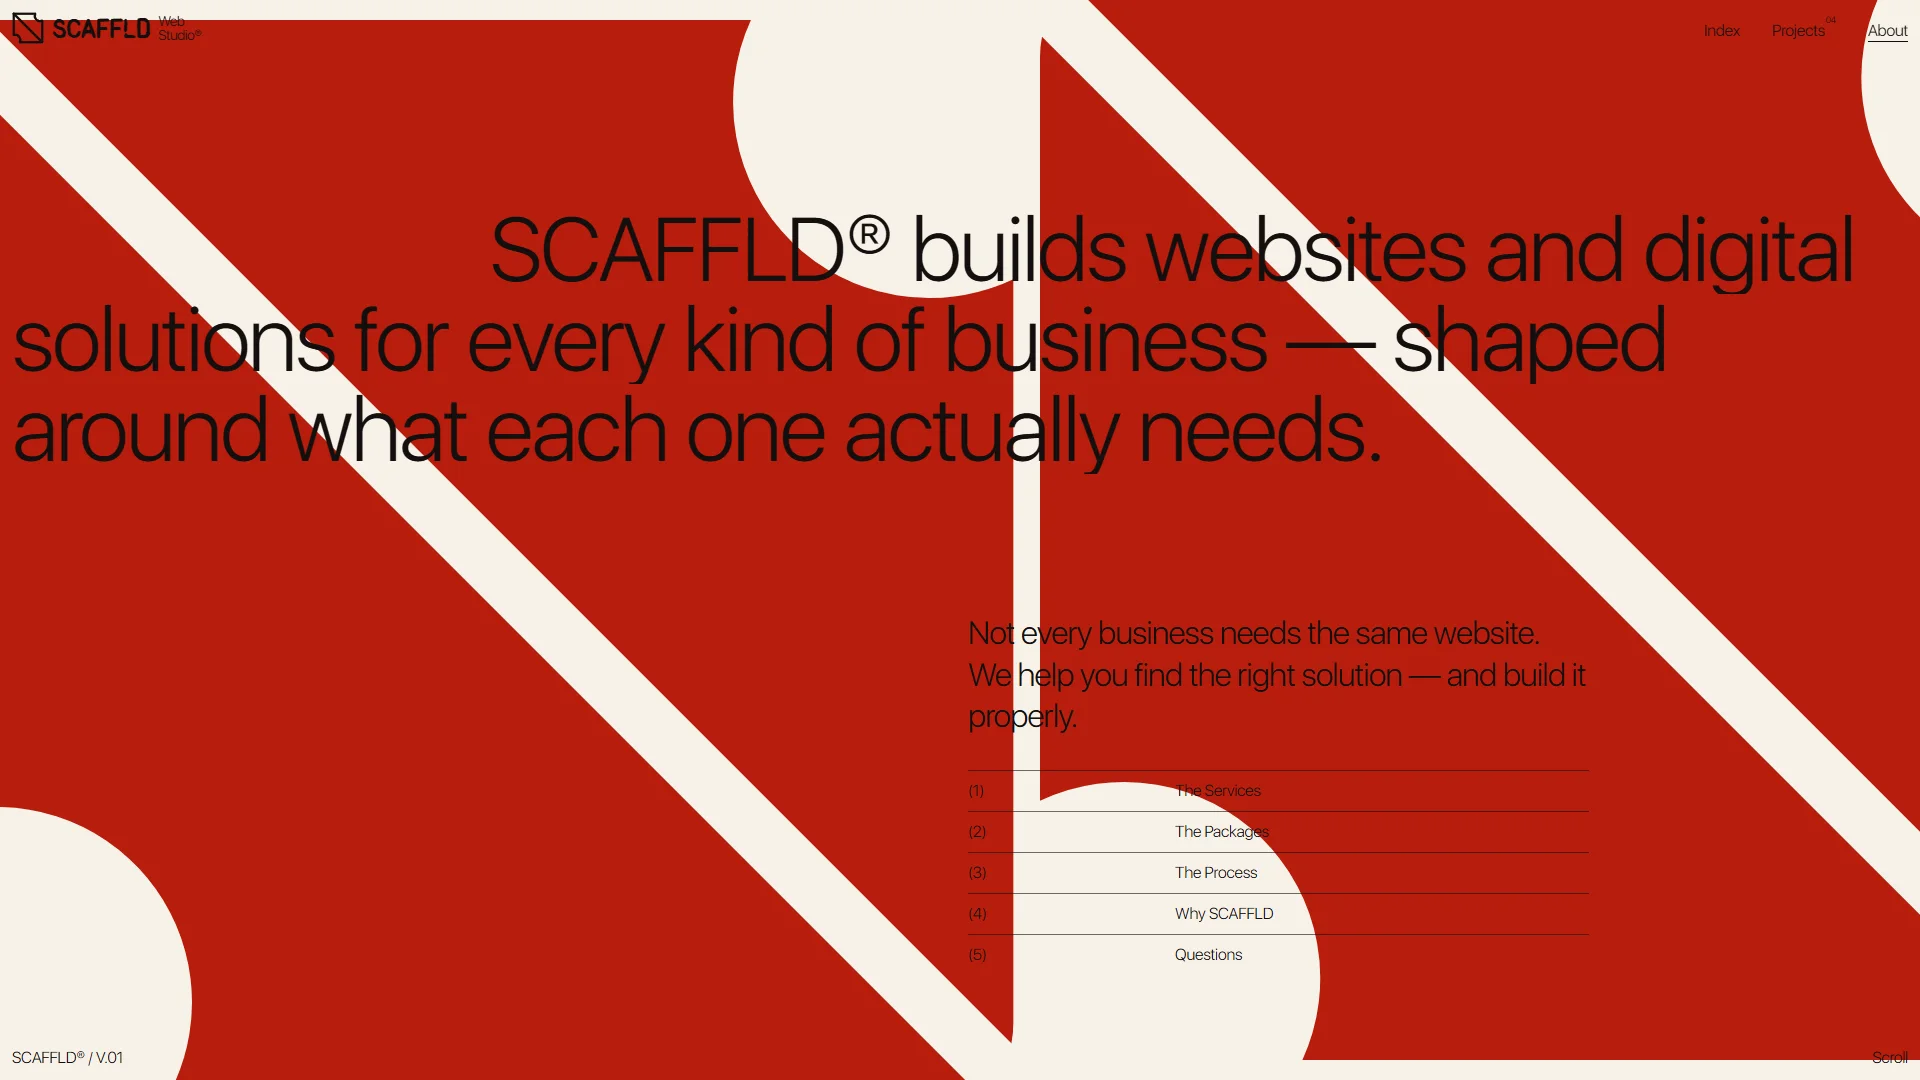 SCAFFLD
Web
Studio®
Index
Projects
04
About
SCAFFLD® builds websites and digital
solutions for every kind of business — shaped
around what each one actually needs.
Not every business needs the same website.
We help you find the right solution — and build it
properly.
(1) The Services
(2) The Packages
(3) The Process
(4) Why SCAFFLD
(5) Questions
SCAFFLD® / V.01
Scroll